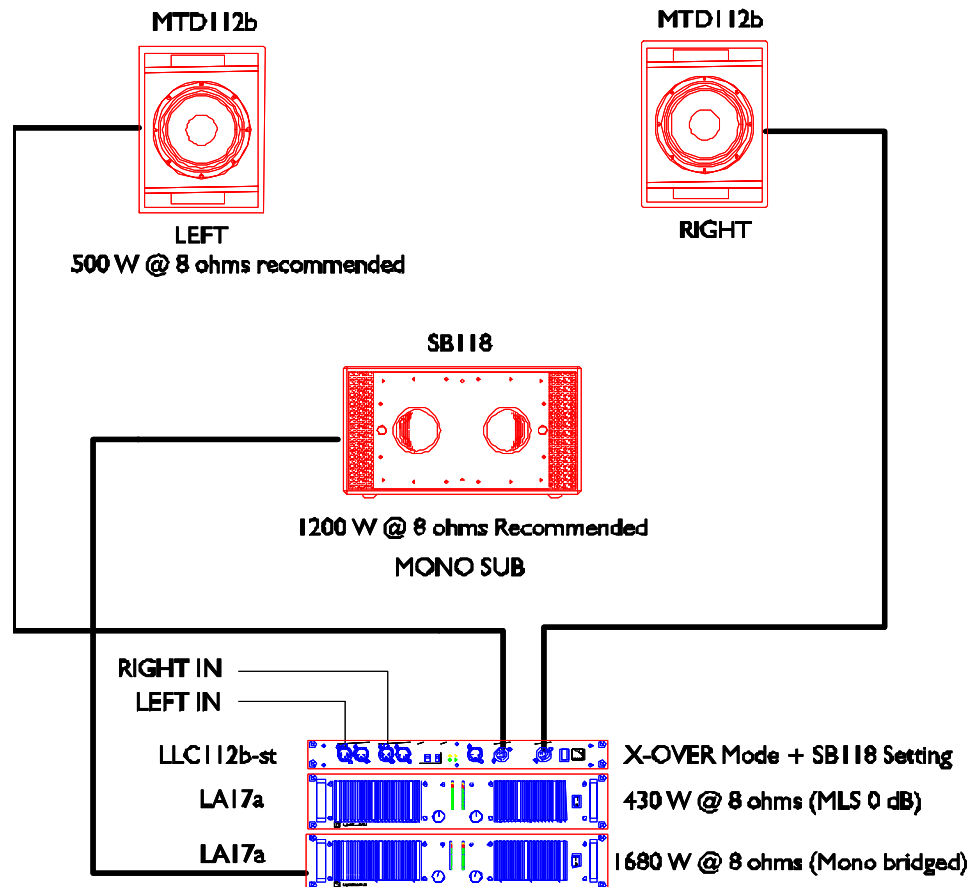 MTD112b
MTD112b
LEFT
RIGHT
500 W @ 8 ohms recommended
SB118
1200 W @ 8 ohms Recommended
MONO SUB
RIGHT IN
LEFT IN
LLC112b-st
X-OVER Mode + SB118 Setting
LA17a
430 W @ 8 ohms (MLS 0 dB)
LA17a
1680 W @ 8 ohms (Mono bridged)